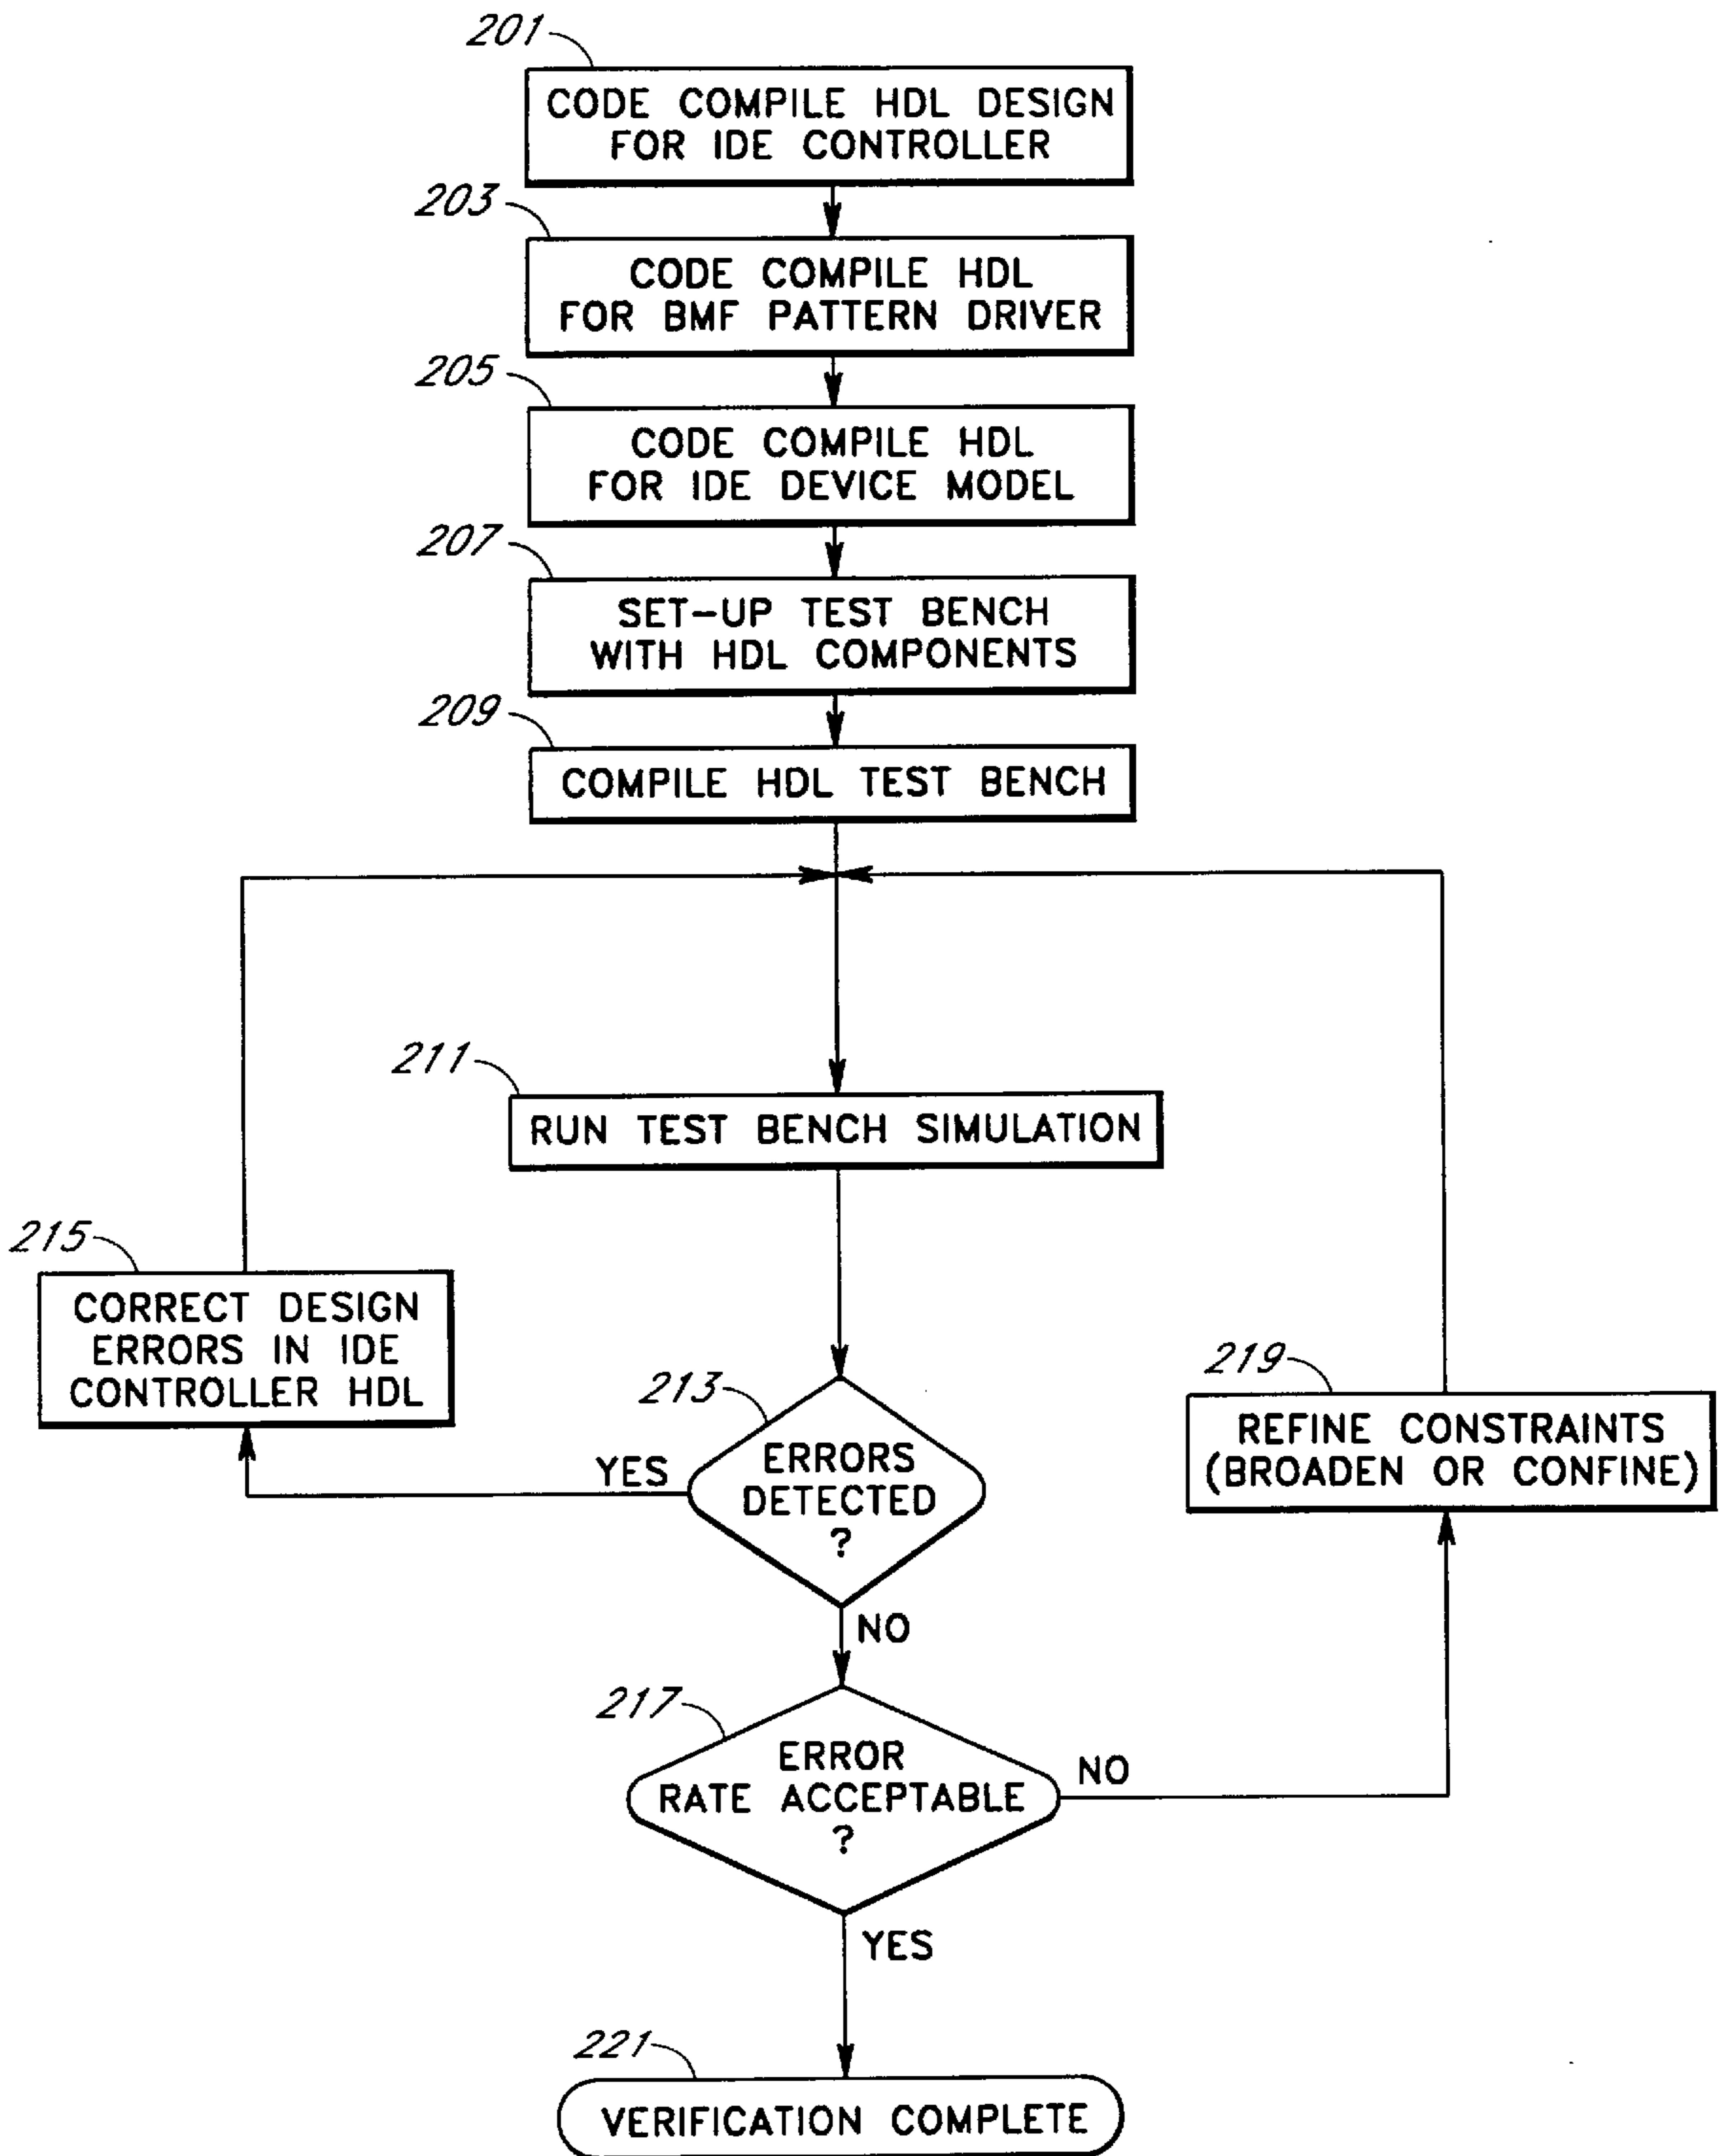 201
CODE COMPILE HDL DESIGN
FOR IDE CONTROLLER
203
CODE COMPILE HDL
FOR BMF PATTERN DRIVER
205
CODE COMPILE HDL
FOR IDE DEVICE MODEL
207
SET-UP TEST BENCH
WITH HDL COMPONENTS
209
COMPILE HDL TEST BENCH
211
RUN TEST BENCH SIMULATION
215
CORRECT DESIGN
ERRORS IN IDE
CONTROLLER HDL
213
ERRORS
DETECTED
?
YES
NO
219
REFINE CONSTRAINTS
(BROADEN OR CONFINE)
217
ERROR
RATE ACCEPTABLE
?
NO
YES
221
VERIFICATION COMPLETE